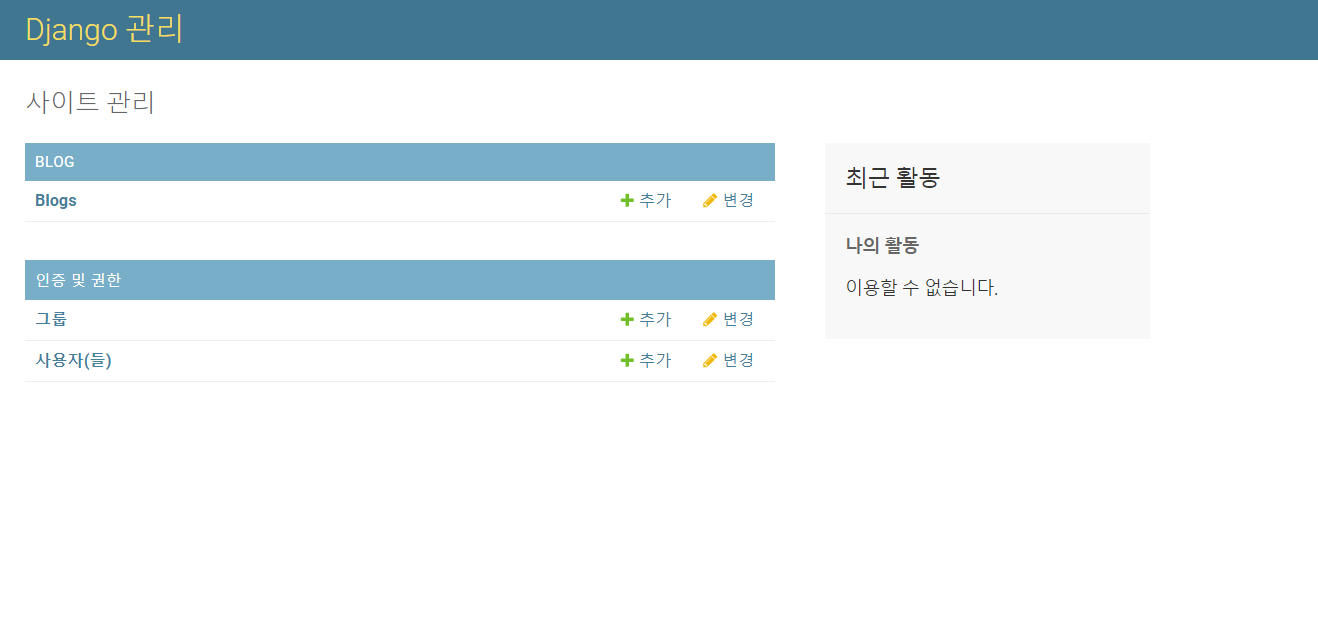 Django 관리
사이트 관리
BLOG
Blogs 추가 변경
인증 및 권한
그룹 추가 변경
사용자(들) 추가 변경
최근 활동
나의 활동
이용할 수 없습니다.